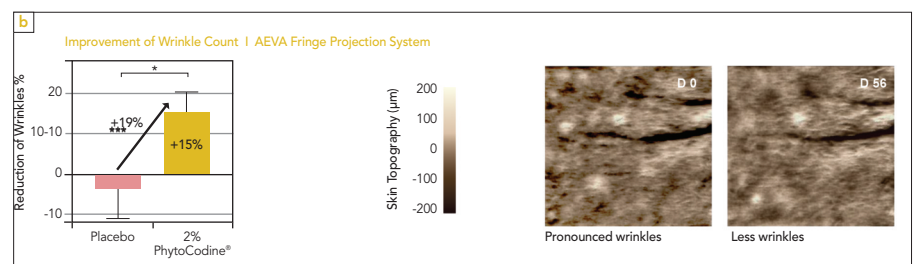 b
Improvement of Wrinkle Count I AEVA Fringe Projection System
Reduction of Wrinkles %
20
10-10
0
-10
*
+19%
***
+15%
Placebo
2%
PhytoCodine®
Skin Topography (µm)
200
100
0
-100
-200
D 0
Pronounced wrinkles
D 56
Less wrinkles